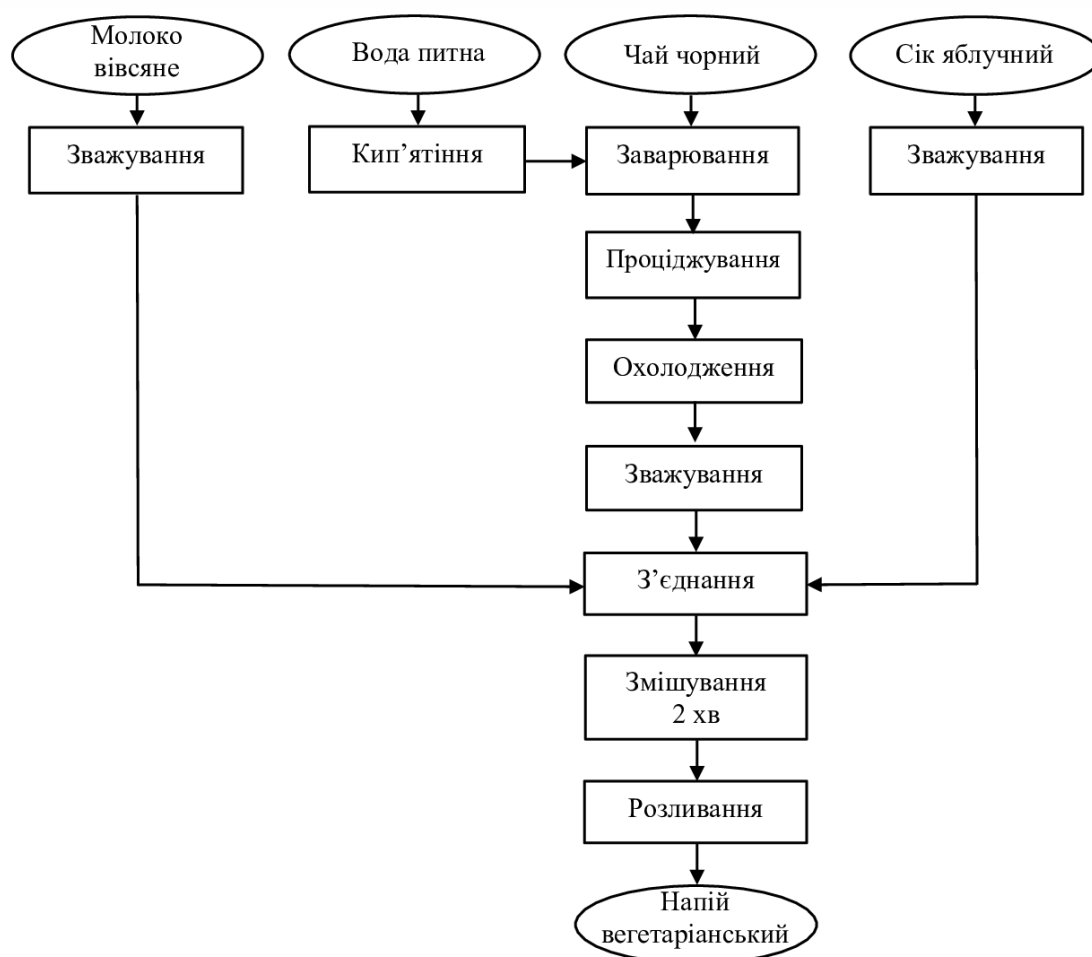 Молоко
вівсяне
Вода питна
Чай чорний
Сік яблучний
Зважування
Кип’ятіння
Заварювання
Зважування
Проціджування
Охолодження
Зважування
З’єднання
Змішування
2 хв
Розливання
Напій
вегетаріанський